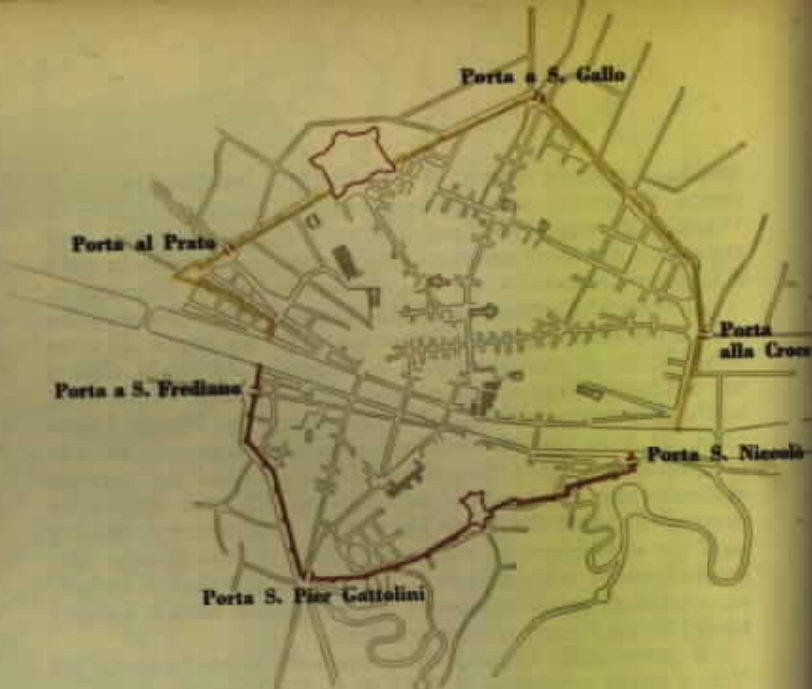 Porta a S. Gallo
Porta al Prato
Porta
alla Croce
Porta a S. Frediano
Porta S. Niccolò
Porta S. Pier Gattolini